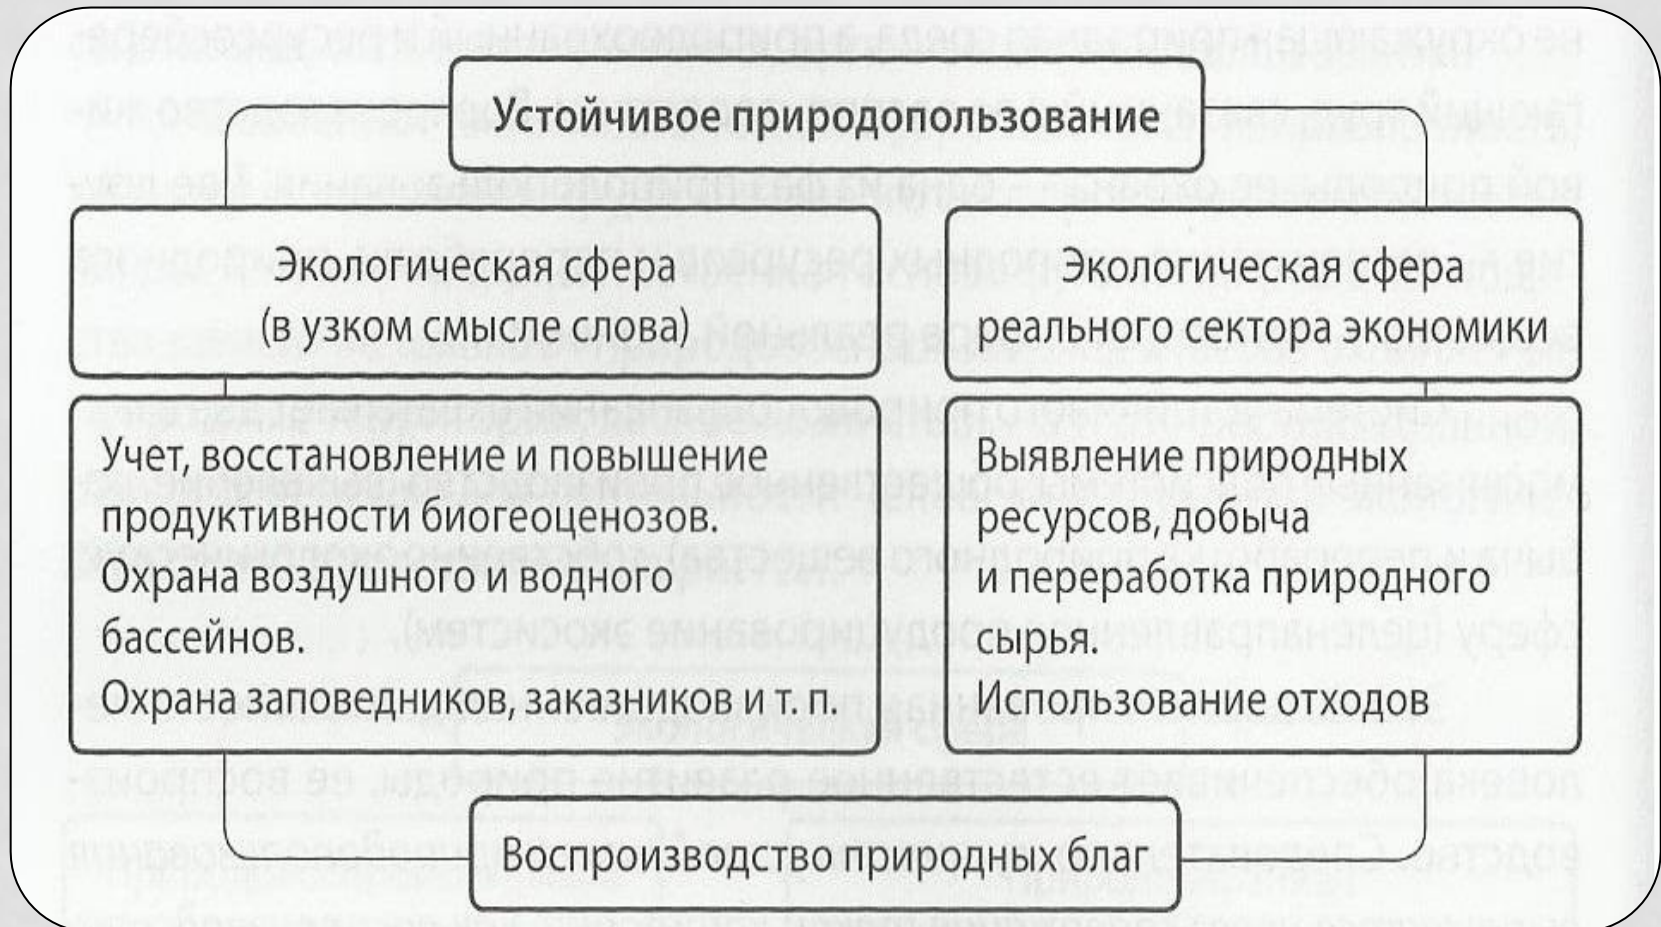 Устойчивое природопользование
Экологическая сфера
(в узком смысле слова)
Экологическая сфера
реального сектора экономики
Учет, восстановление и повышение
продуктивности биогеоценозов.
Охрана воздушного и водного
бассейнов.
Охрана заповедников, заказников и т. п.
Выявление природных
ресурсов, добыча
и переработка природного
сырья.
Использование отходов
Воспроизводство природных благ